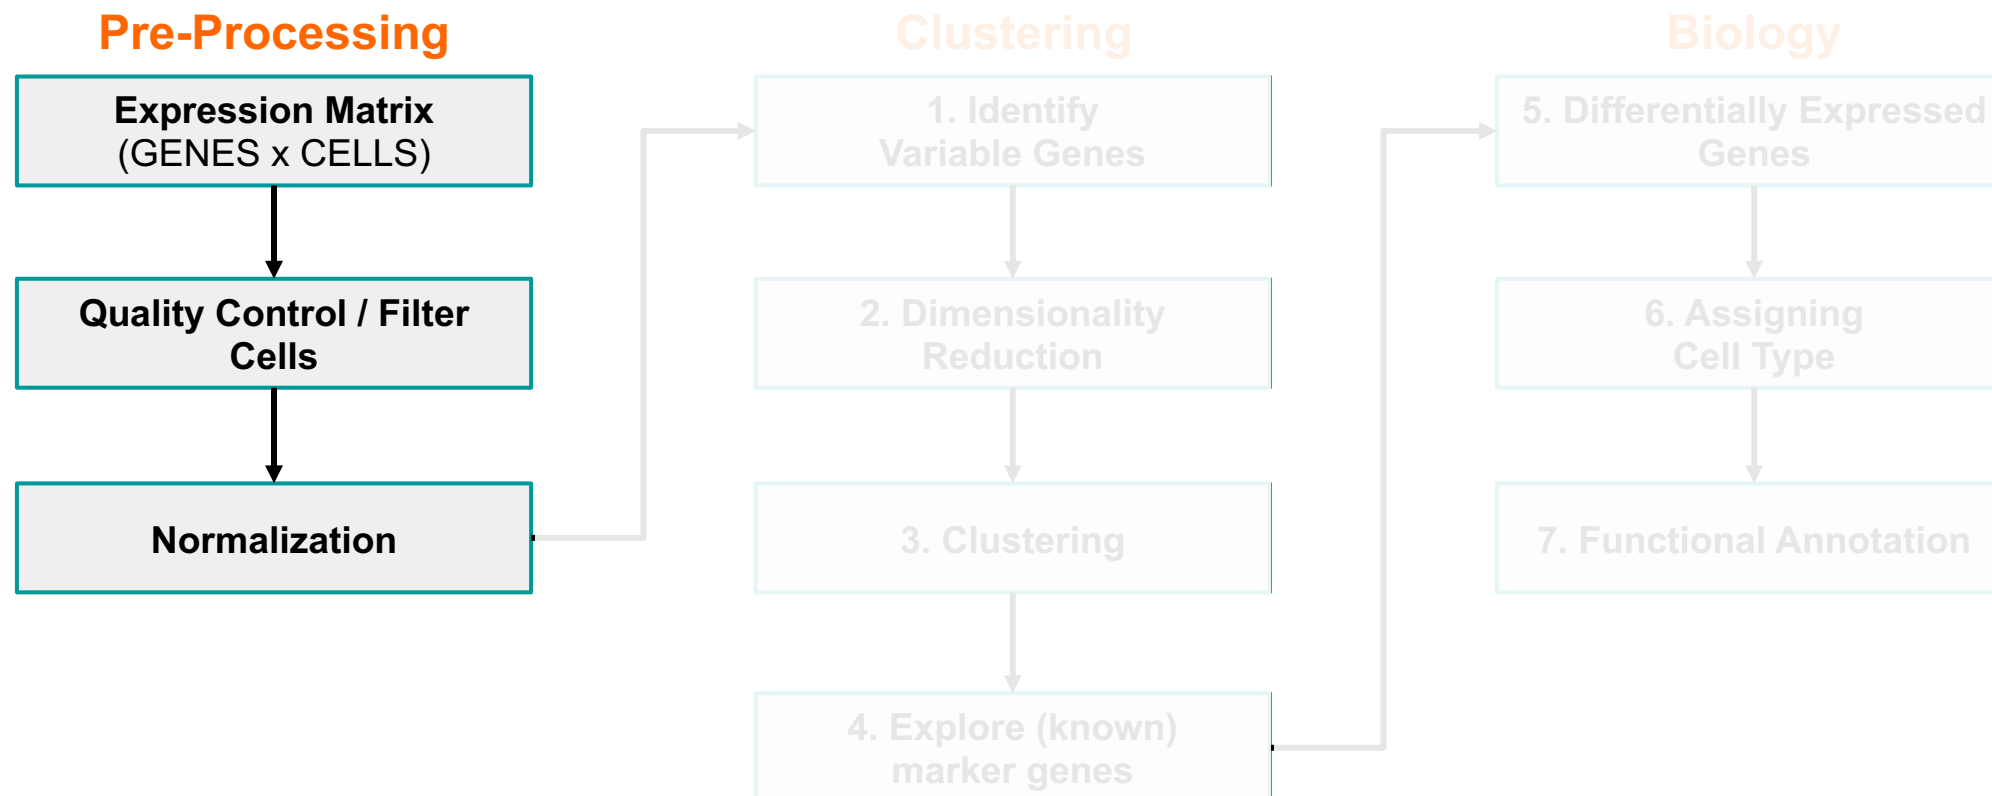 Pre-Processing
Expression Matrix
(GENES x CELLS)
Quality Control / Filter
Cells
Normalization
Clustering
1. Identify
Variable Genes
2. Dimensionality
Reduction
3. Clustering
4. Explore (known)
marker genes
Biology
5. Differentially Expressed
Genes
6. Assigning
Cell Type
7. Functional Annotation